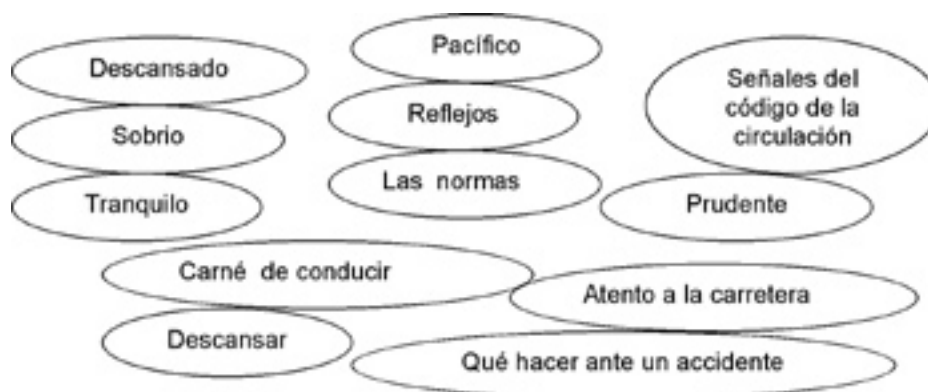 Descansado
Sobrio
Tranquilo
Pacífico
Reflejos
Las normas
Señales del
código de la
circulación
Prudente
Carné de conducir
Descansar
Atento a la carretera
Qué hacer ante un accidente